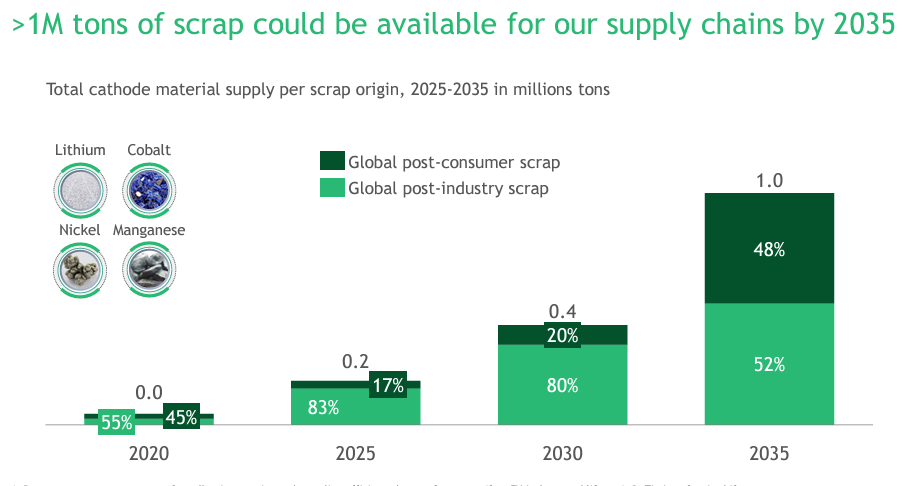 >1M tons of scrap could be available for our supply chains by 2035
Total cathode material supply per scrap origin, 2025-2035 in millions tons
Lithium Cobalt
Nickel Manganese
Global post-consumer scrap
Global post-industry scrap
0.0
55%
45%
0.2
17%
83%
0.4
20%
80%
1.0
48%
52%
2020 2025 2030 2035